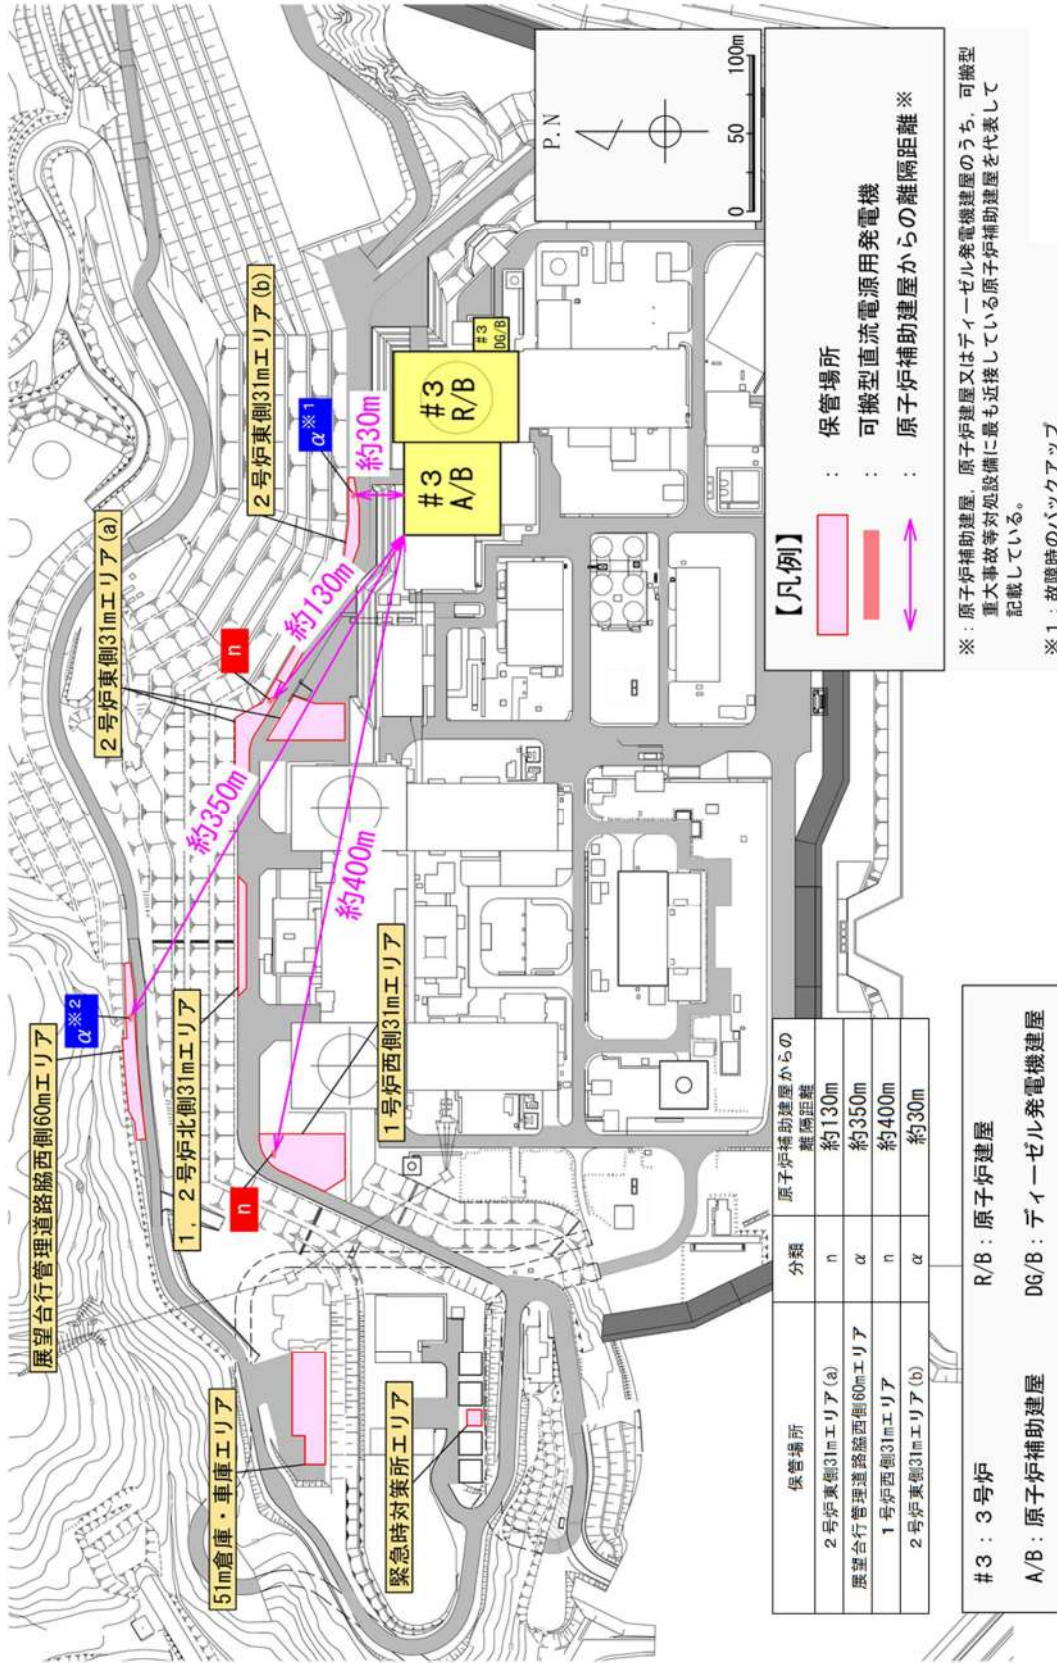 展望台行管理道路脇西側60mエリア
α※2
2号炉東側31mエリア(a)
2号炉東側31mエリア(b)
α※1
n
約30m
約130m
約350m
約400m
51m倉庫・車庫エリア
1,2号炉北側31mエリア
n
緊急時対策所エリア
1号炉西側31mエリア
#3
A/B
#3
R/B
#3
DG/B
P.N
0 50 100m
【凡例】
: 保管場所
: 可搬型直流電源用発電機
: 原子炉補助建屋からの離隔距離※
※:原子炉補助建屋,原子炉建屋又はディーゼル発電機建屋のうち,可搬型
重大事故等対処設備に最も近接している原子炉補助建屋を代表して
記載している。
※1:故障時のバックアップ
保管場所 分類 原子炉補助建屋からの
離隔距離
2号炉東側31mエリア(a) n 約130m
展望台行管理道路脇西側60mエリア α 約350m
1号炉西側31mエリア n 約400m
2号炉東側31mエリア(b) α 約30m
#3:3号炉 R/B:原子炉建屋
A/B:原子炉補助建屋 DG/B:ディーゼル発電機建屋